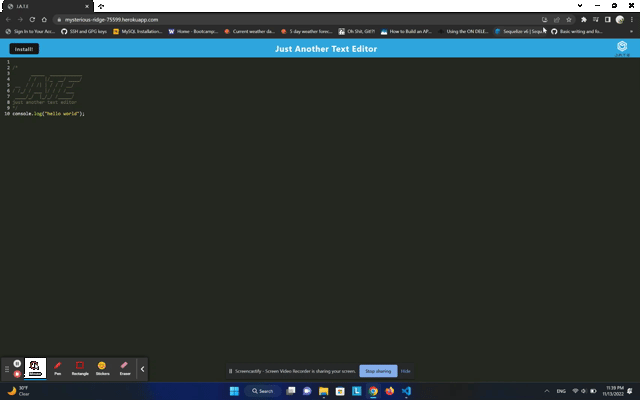 J.A.T.E
mysterious-ridge-75599.herokuapp.com
Sign In to Your Acc... SSH and GPG keys MySQL Installation... Home - Bootcamp... Current weather da... 5 day weather forec... Oh Shit, Git!?! How to Build an AP... Using the ON DELE... Sequelize v6 | Sequ... Basic writing and fo...
Install!
Just Another Text Editor
J.A.T.E
1
2 /*
3
4
5
6
7
8 just another text editor
9 */
10 console.log("hello world");
Pen Rectangle Stickers Eraser
Screencastify - Screen Video Recorder is sharing your screen. Stop sharing Hide
30°F
Clear
Search
ENG
11:39 PM
11/13/2022